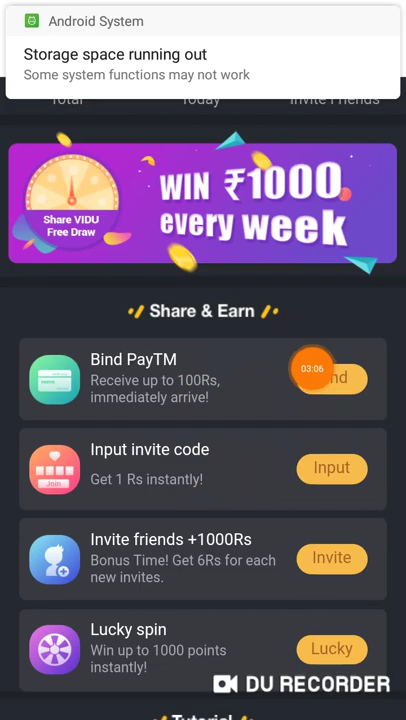 Android System
Storage space running out
Some system functions may not work
Total Today Invite Friends
Share VIDU
Free Draw
WIN ₹1000
every week
Share & Earn
Bind PayTM
Receive up to 100Rs,
immediately arrive!
03:06
Input invite code
Get 1 Rs instantly!
Input
Join
Invite friends +1000Rs
Bonus Time! Get 6Rs for each
new invites.
Invite
Lucky spin
Win up to 1000 points
instantly!
Lucky
DU RECORDER
Tutorial